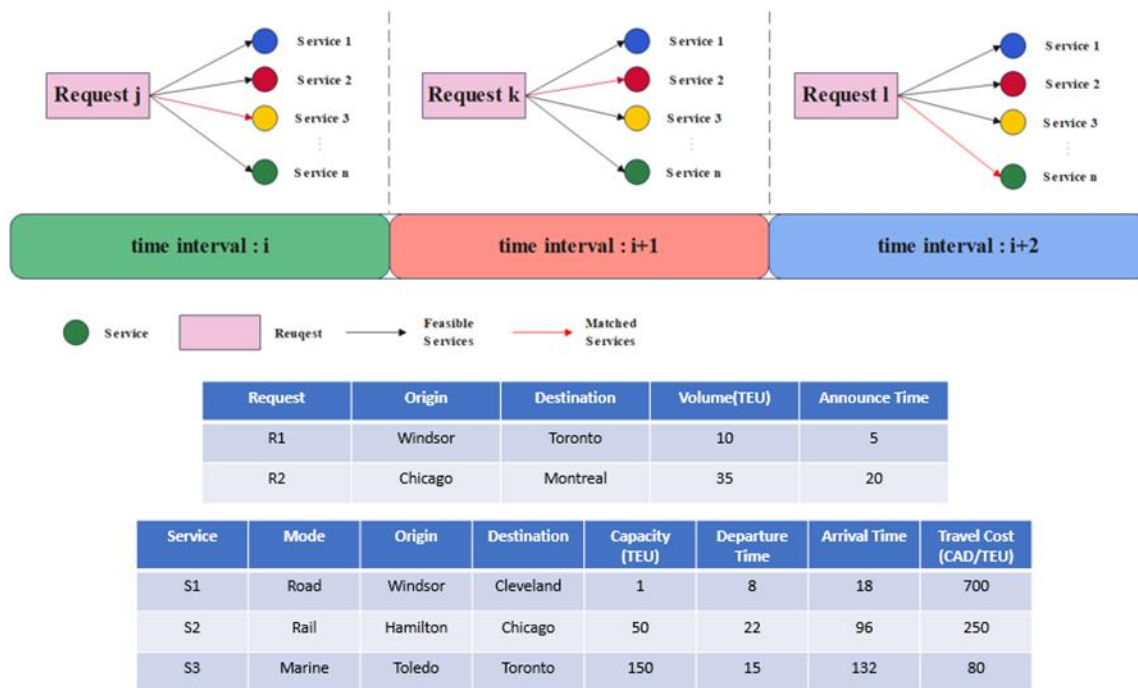 Service 1 Service 1 Service 1
Service 2 Service 2 Service 2
Request j Request k Request l
Service 3 Service 3 Service 3
Service n Service n Service n
time interval : i time interval : i+1 time interval : i+2
Service Reuqest Feasible Services Matched Services
Request Origin Destination Volume(TEU) Announce Time
R1 Windsor Toronto 10 5
R2 Chicago Montreal 35 20
Service Mode Origin Destination Capacity (TEU) Departure Time Arrival Time Travel Cost (CAD/TEU)
S1 Road Windsor Cleveland 1 8 18 700
S2 Rail Hamilton Chicago 50 22 96 250
S3 Marine Toledo Toronto 150 15 132 80